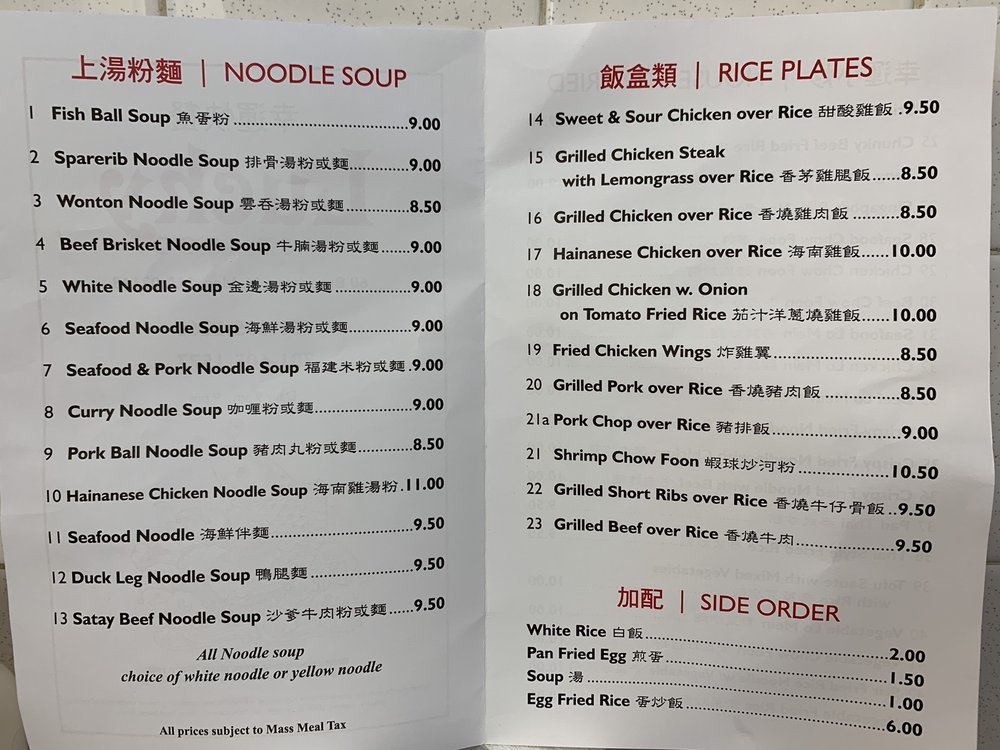 上湯粉麵 | NOODLE SOUP
1 Fish Ball Soup 魚蛋粉 ..............................9.00
2 Sparerib Noodle Soup 排骨湯粉或麵..............9.00
3 Wonton Noodle Soup 雲吞湯粉或麵...............8.50
4 Beef Brisket Noodle Soup 牛腩湯粉或麵......9.00
5 White Noodle Soup 金邊湯粉或麵.................9.00
6 Seafood Noodle Soup 海鮮湯粉或麵..............9.00
7 Seafood & Pork Noodle Soup 福建米粉或麵.9.00
8 Curry Noodle Soup 咖喱粉或麵....................9.00
9 Pork Ball Noodle Soup 豬肉丸粉或麵...........8.50
10 Hainanese Chicken Noodle Soup 海南雞湯粉.11.00
11 Seafood Noodle 海鮮伴麵.............................9.50
12 Duck Leg Noodle Soup 鴨腿麵.....................9.50
13 Satay Beef Noodle Soup 沙爹牛肉粉或麵......9.50
All Noodle soup
choice of white noodle or yellow noodle
All prices subject to Mass Meal Tax
飯盒類 | RICE PLATES
14 Sweet & Sour Chicken over Rice 甜酸雞飯 .9.50
15 Grilled Chicken Steak
with Lemongrass over Rice 香茅雞腿飯......8.50
16 Grilled Chicken over Rice 香燒雞肉飯 ..........8.50
17 Hainanese Chicken over Rice 海南雞飯......10.00
18 Grilled Chicken w. Onion
on Tomato Fried Rice 茄汁洋蔥燒雞飯......10.00
19 Fried Chicken Wings 炸雞翼........................8.50
20 Grilled Pork over Rice 香燒豬肉飯 ...............8.50
21a Pork Chop over Rice 豬排飯.........................9.00
21 Shrimp Chow Foon 蝦球炒河粉...................10.50
22 Grilled Short Ribs over Rice 香燒牛仔骨飯..9.50
23 Grilled Beef over Rice 香燒牛肉....................9.50
加配 | SIDE ORDER
White Rice 白飯..............................................2.00
Pan Fried Egg 煎蛋..........................................1.50
Soup 湯..........................................................1.00
Egg Fried Rice 蛋炒飯.....................................6.00